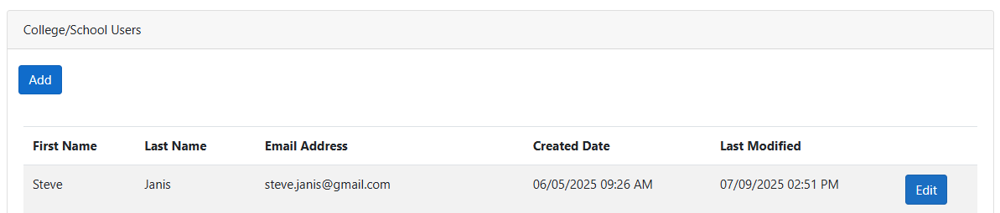 College/School Users
Add
First Name Last Name Email Address Created Date Last Modified
Steve Janis steve.janis@gmail.com 06/05/2025 09:26 AM 07/09/2025 02:51 PM Edit